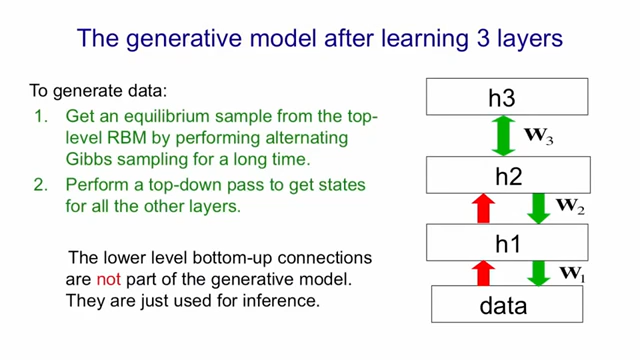 The generative model after learning 3 layers
To generate data:
1. Get an equilibrium sample from the top-
level RBM by performing alternating
Gibbs sampling for a long time.
2. Perform a top-down pass to get states
for all the other layers.
The lower level bottom-up connections
are not part of the generative model.
They are just used for inference.
h3
W3
h2
W2
h1
W1
data